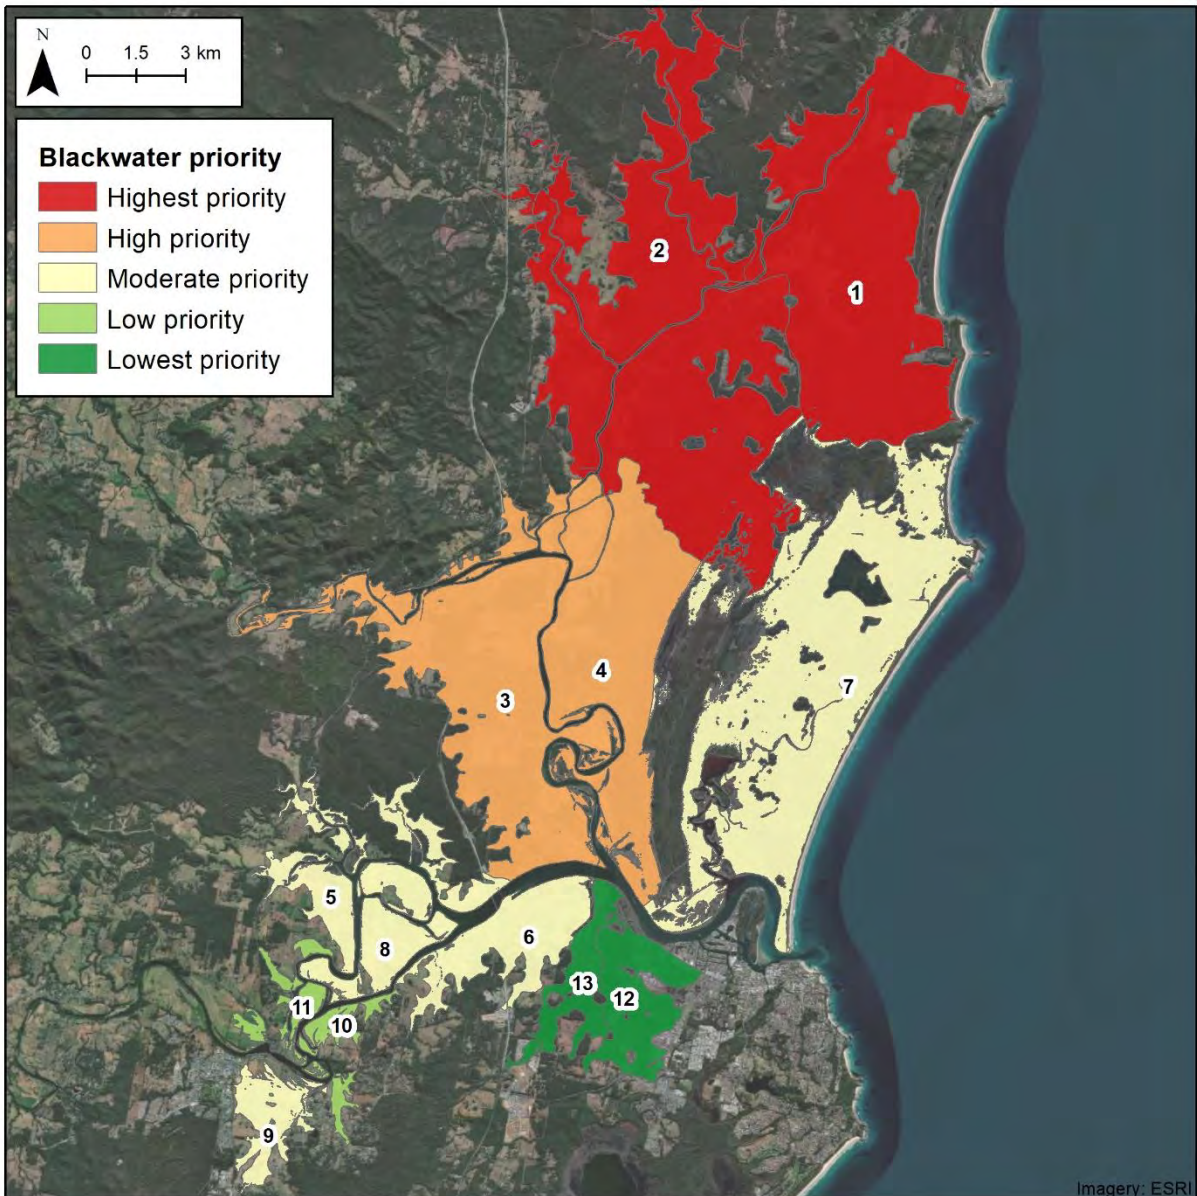 N
0 1.5 3 km
Blackwater priority
Highest priority
High priority
Moderate priority
Low priority
Lowest priority
2
1
4
3
7
5
6
8
13
12
11
10
9
Imagery: ESRI